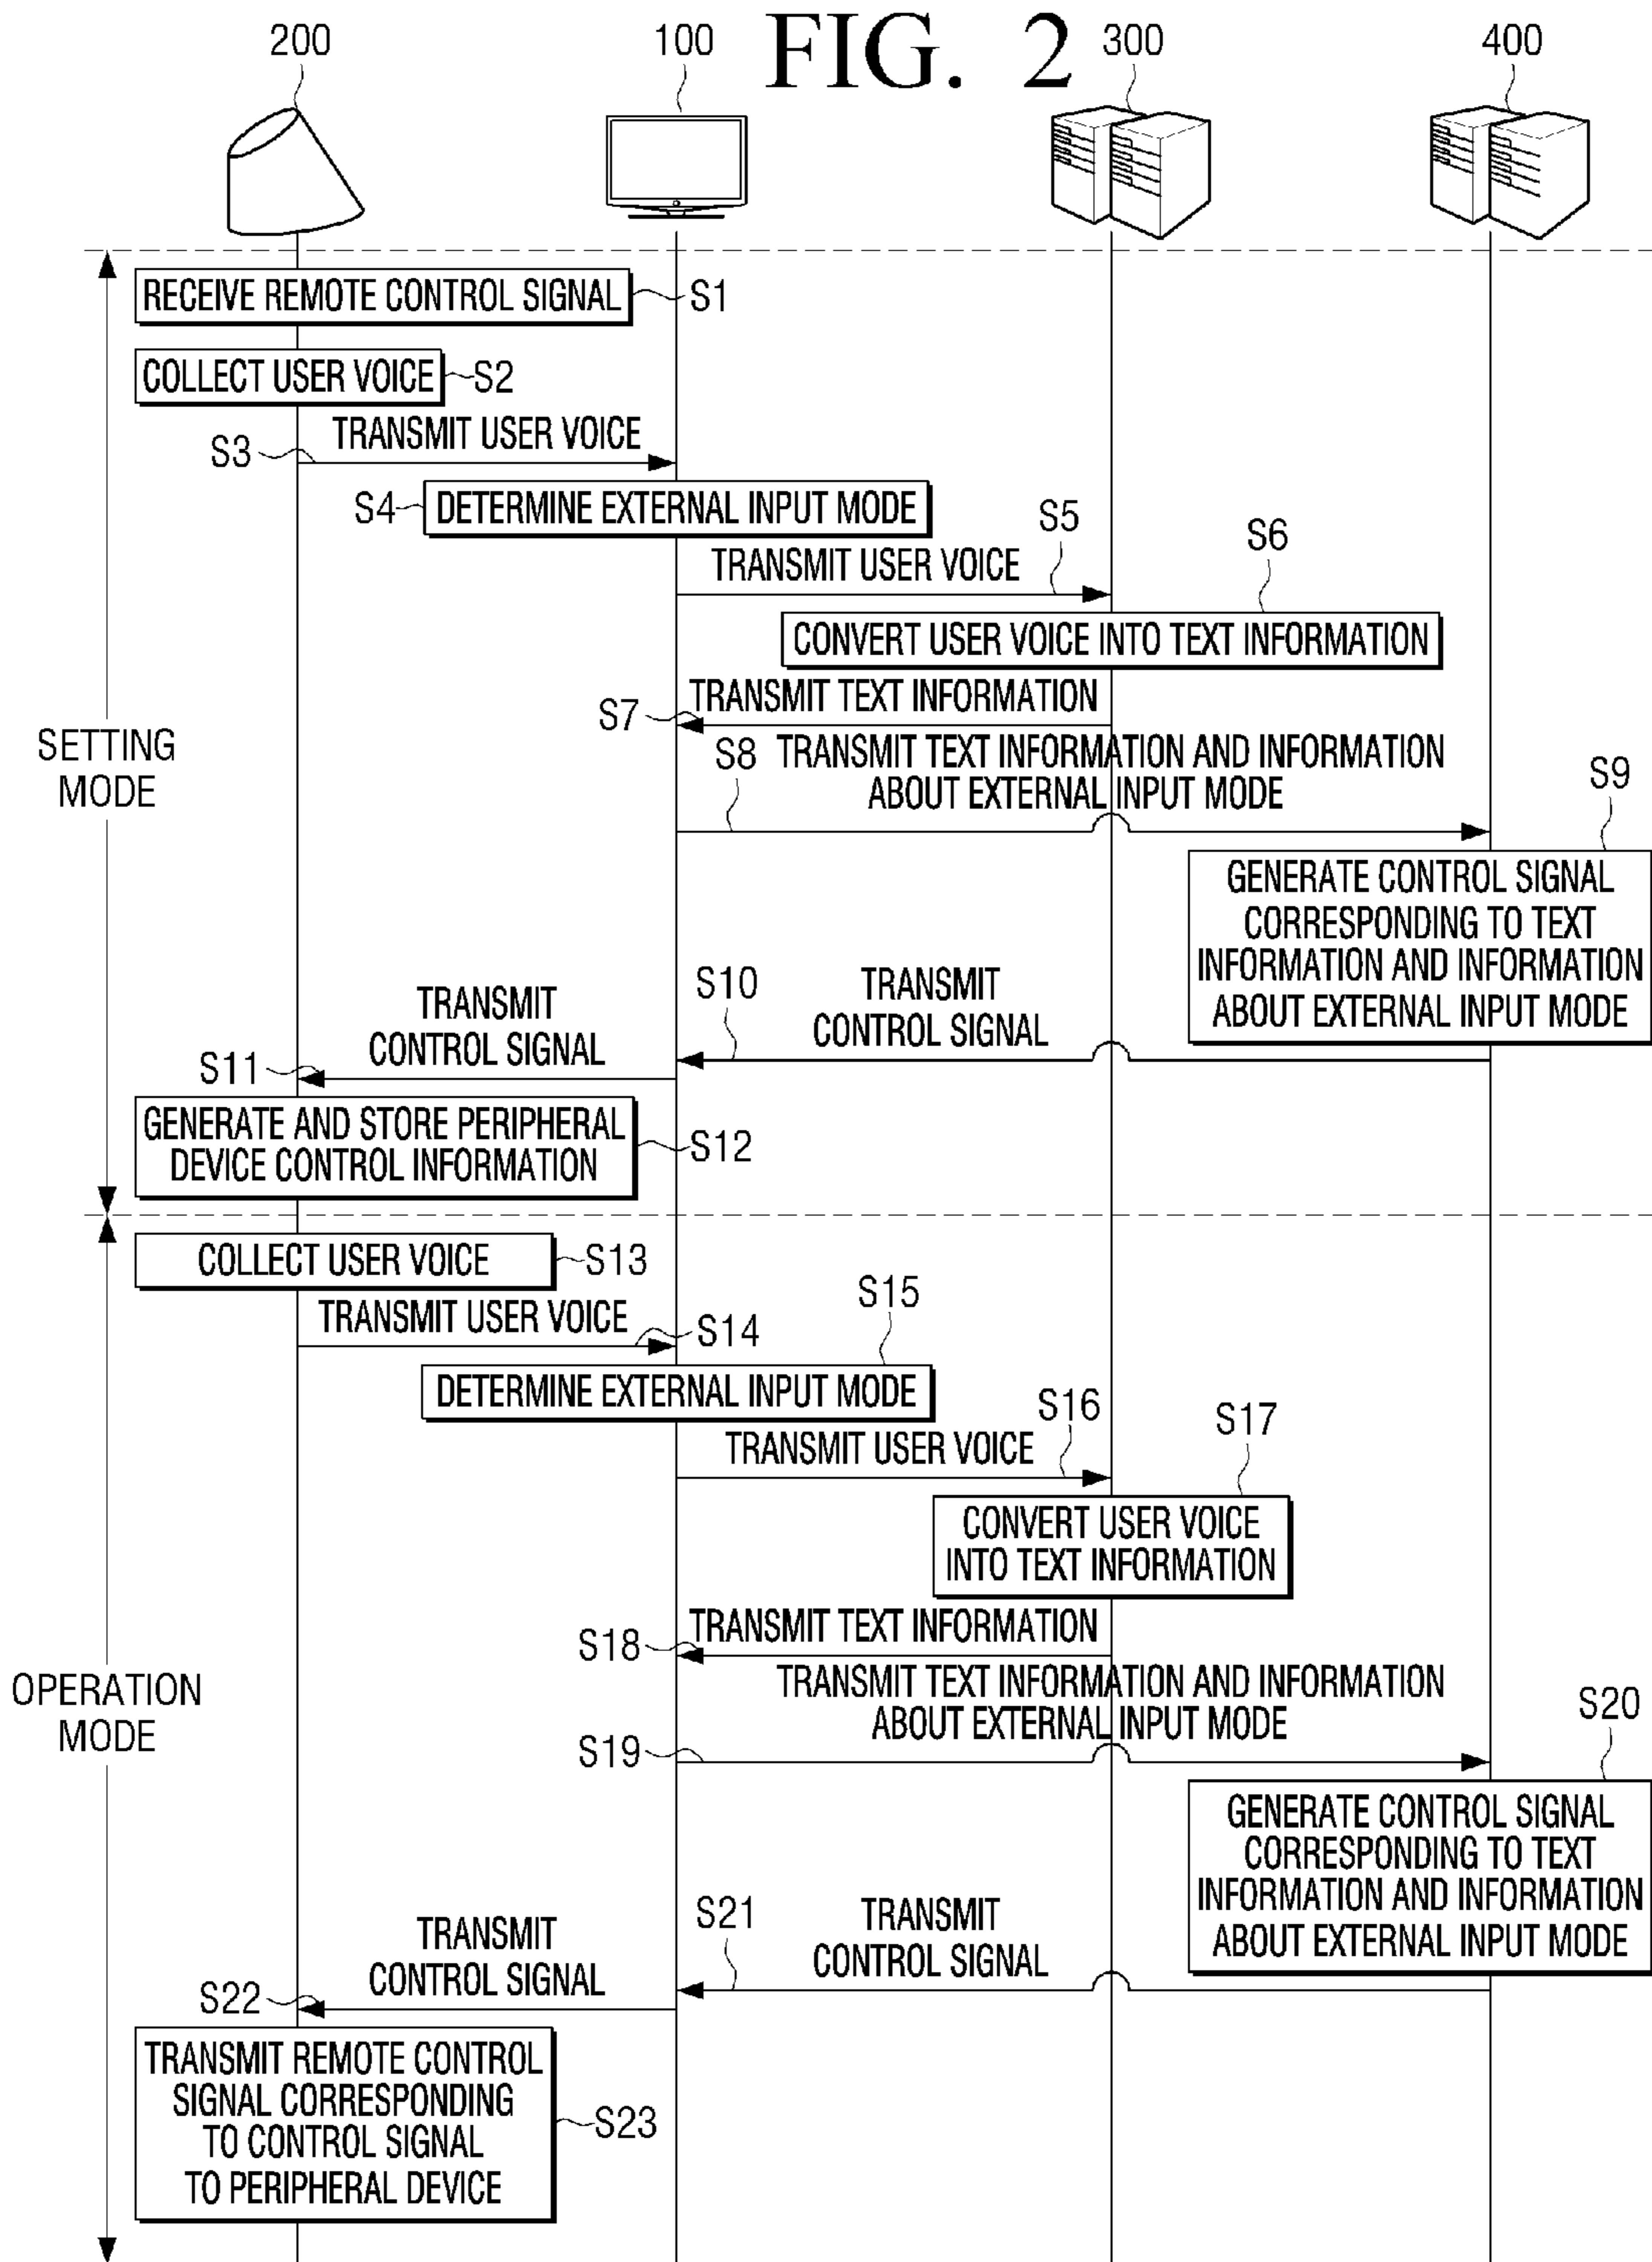 FIG. 2
200
100
300
400
RECEIVE REMOTE CONTROL SIGNAL
S1
COLLECT USER VOICE
S2
TRANSMIT USER VOICE
S3
S4
DETERMINE EXTERNAL INPUT MODE
S5
TRANSMIT USER VOICE
S6
CONVERT USER VOICE INTO TEXT INFORMATION
TRANSMIT TEXT INFORMATION
S7
SETTING
MODE
S8
TRANSMIT TEXT INFORMATION AND INFORMATION
ABOUT EXTERNAL INPUT MODE
S9
GENERATE CONTROL SIGNAL
CORRESPONDING TO TEXT
INFORMATION AND INFORMATION
ABOUT EXTERNAL INPUT MODE
S10
TRANSMIT
CONTROL SIGNAL
TRANSMIT
CONTROL SIGNAL
S11
GENERATE AND STORE PERIPHERAL
DEVICE CONTROL INFORMATION
S12
COLLECT USER VOICE
S13
TRANSMIT USER VOICE
S14
S15
DETERMINE EXTERNAL INPUT MODE
S16
TRANSMIT USER VOICE
S17
CONVERT USER VOICE
INTO TEXT INFORMATION
TRANSMIT TEXT INFORMATION
S18
OPERATION
MODE
TRANSMIT TEXT INFORMATION AND INFORMATION
ABOUT EXTERNAL INPUT MODE
S19
S20
GENERATE CONTROL SIGNAL
CORRESPONDING TO TEXT
INFORMATION AND INFORMATION
ABOUT EXTERNAL INPUT MODE
S21
TRANSMIT
CONTROL SIGNAL
TRANSMIT
CONTROL SIGNAL
S22
TRANSMIT REMOTE CONTROL
SIGNAL CORRESPONDING
TO CONTROL SIGNAL
TO PERIPHERAL DEVICE
S23